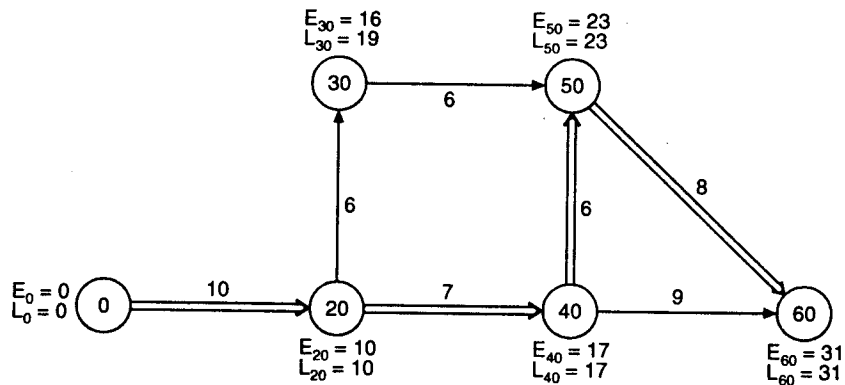 E30 = 16
L30 = 19
E50 = 23
L50 = 23
30
50
6
6
6
8
E0 = 0
L0 = 0
0
10
20
7
40
9
60
E20 = 10
L20 = 10
E40 = 17
L40 = 17
E60 = 31
L60 = 31